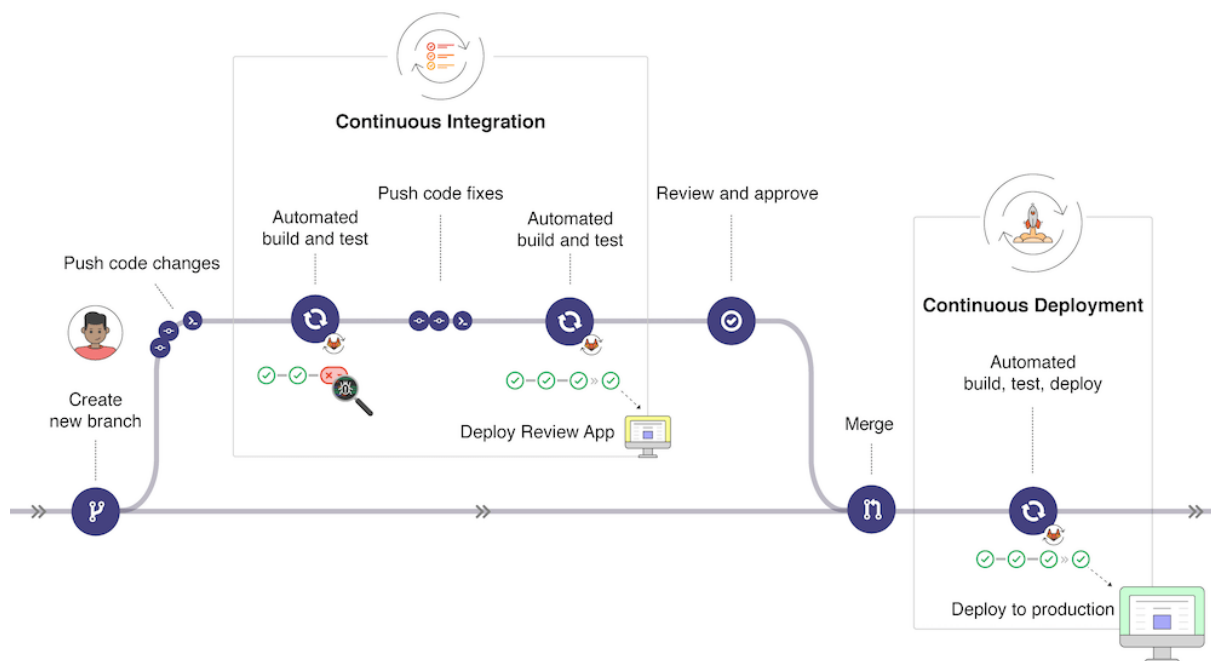 Continuous Integration
Push code fixes
Review and approve
Automated
build and test
Automated
build and test
Push code changes
Continuous Deployment
Automated
build, test, deploy
Create
new branch
Deploy Review App
Merge
Deploy to production